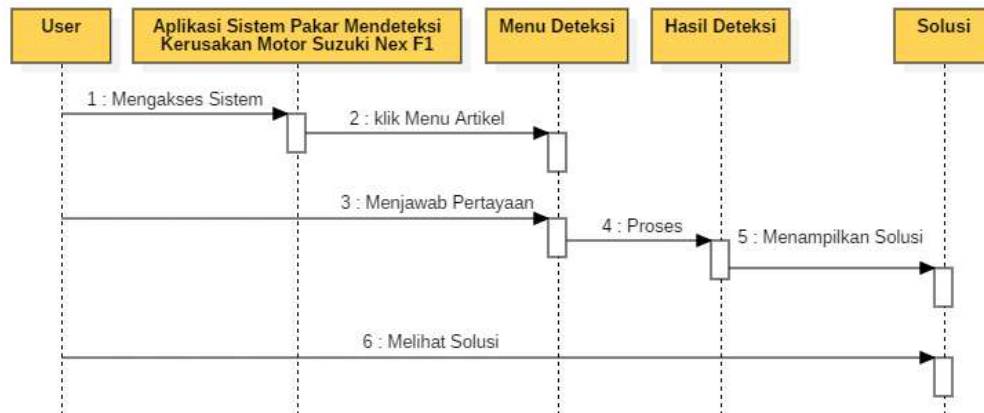 User
Aplikasi Sistem Pakar Mendeteksi
Kerusakan Motor Suzuki Nex F1
Menu Deteksi
Hasil Deteksi
Solusi
1 : Mengakses Sistem
2 : klik Menu Artikel
3 : Menjawab Pertayaan
4 : Proses
5 : Menampilkan Solusi
6 : Melihat Solusi